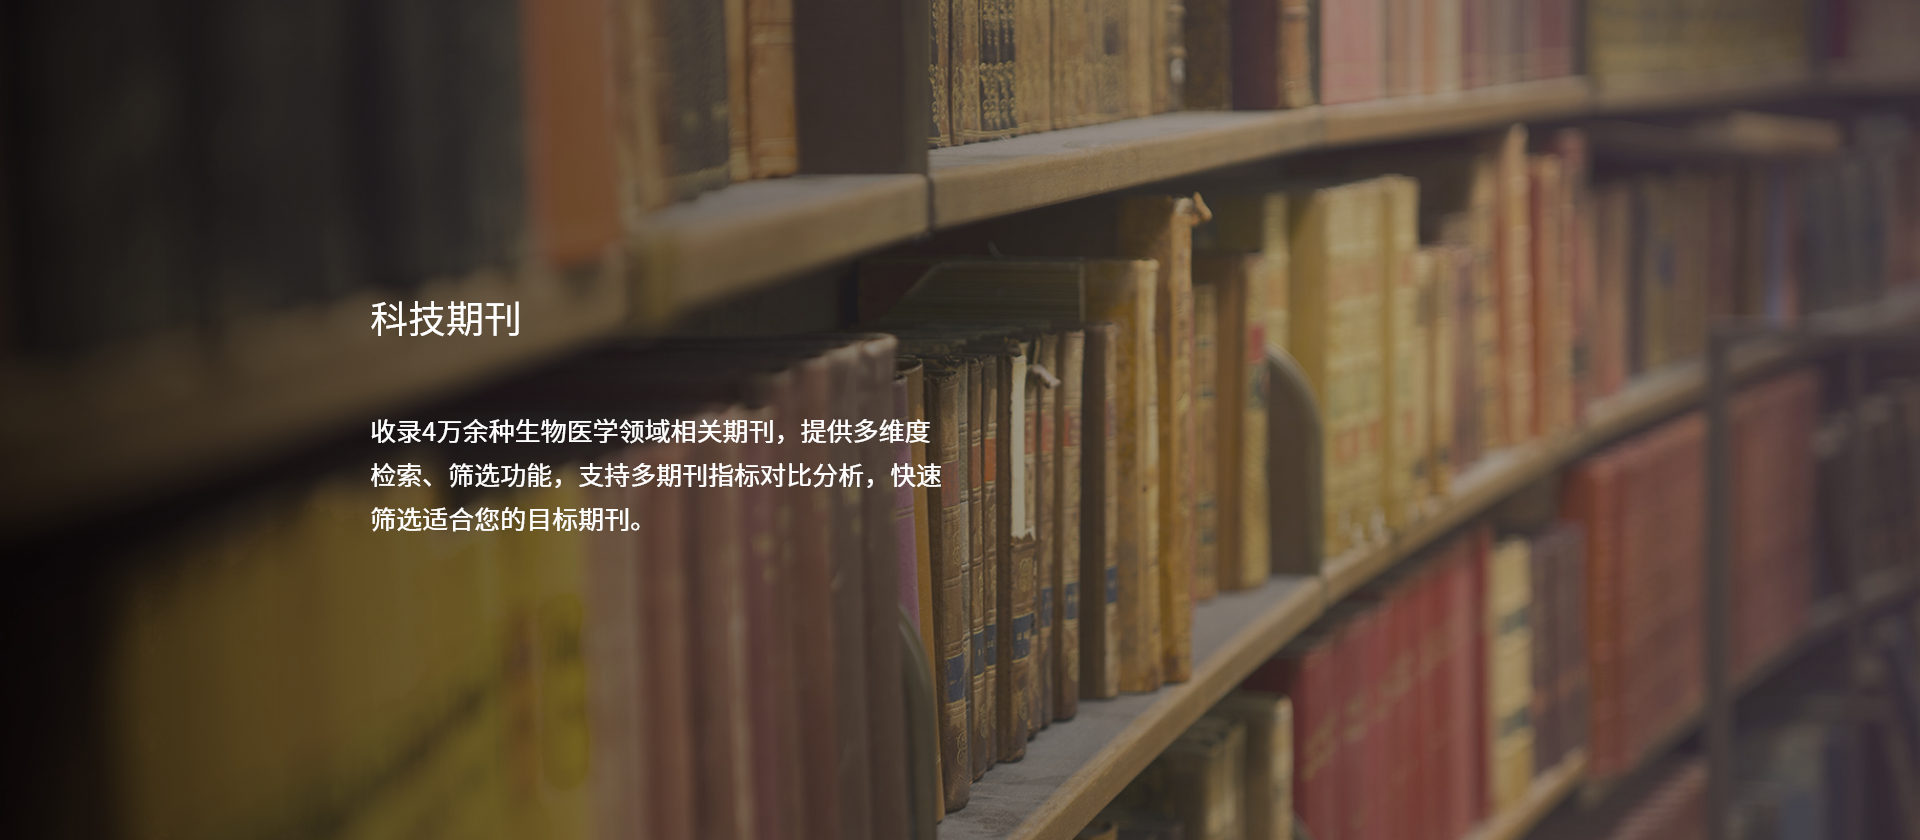 科技期刊
收录4万余种生物医学领域相关期刊，提供多维度
检索、筛选功能，支持多期刊指标对比分析，快速
筛选适合您的目标期刊。